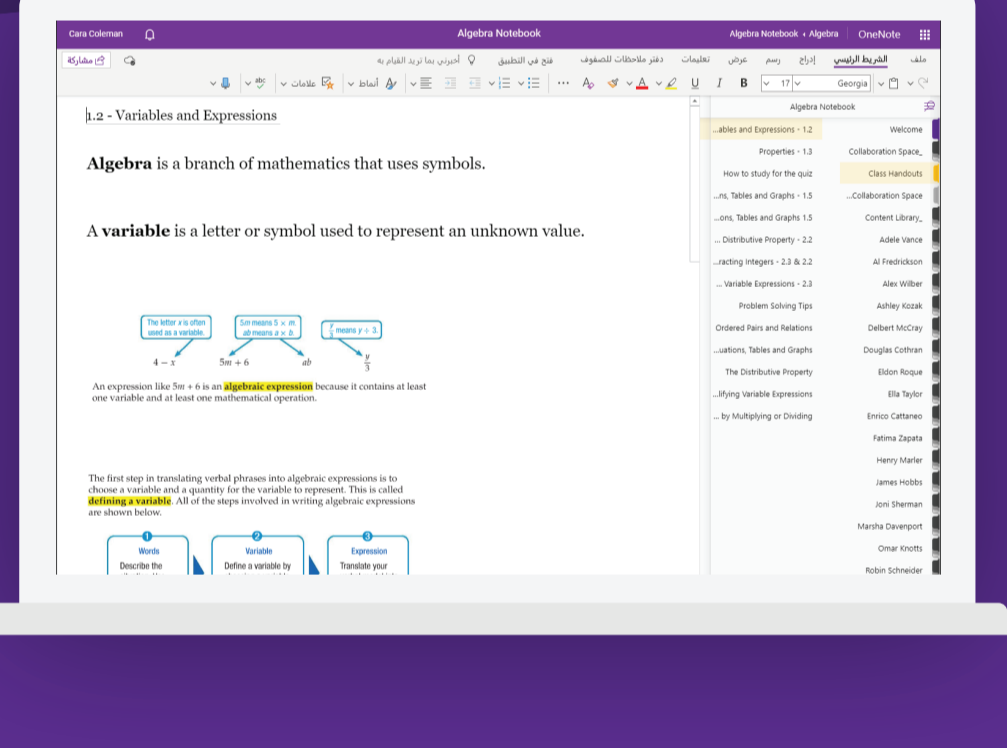 Cara Coleman
Algebra Notebook
Algebra Notebook ‹ Algebra
OneNote
ملف
الشريط الرئيسي
إدراج
رسم
عرض
تعليمات
دفتر ملاحظات للصفوف
فتح في التطبيق
أخبرني بما تريد القيام به
مشاركة
Georgia
17
B
I
U
A
أنماط
علامات
abc
Algebra Notebook
Welcome
Collaboration Space_
Class Handouts
...Collaboration Space
Content Library_
Adele Vance
Al Fredrickson
Alex Wilber
Ashley Kozak
Delbert McCray
Douglas Cothran
Eldon Roque
Ella Taylor
Enrico Cattaneo
Fatima Zapata
Henry Marler
James Hobbs
Joni Sherman
Marsha Davenport
Omar Knotts
Robin Schneider
...ables and Expressions - 1.2
Properties - 1.3
How to study for the quiz
...ns, Tables and Graphs - 1.5
...ons, Tables and Graphs 1.5
... Distributive Property - 2.2
...racting Integers - 2.3 & 2.2
... Variable Expressions - 2.3
Problem Solving Tips
Ordered Pairs and Relations
...uations, Tables and Graphs
The Distributive Property
...lifying Variable Expressions
... by Multiplying or Dividing
1.2 - Variables and Expressions
Algebra is a branch of mathematics that uses symbols.
A variable is a letter or symbol used to represent an unknown value.
The letter x is often
used as a variable.
5m means 5 × m.
ab means a × b.
y/3 means y ÷ 3.
4 – x
5m + 6
ab
y/3
An expression like 5m + 6 is an algebraic expression because it contains at least
one variable and at least one mathematical operation.
The first step in translating verbal phrases into algebraic expressions is to
choose a variable and a quantity for the variable to represent. This is called
defining a variable. All of the steps involved in writing algebraic expressions
are shown below.
1
Words
Describe the
2
Variable
Define a variable by
3
Expression
Translate your